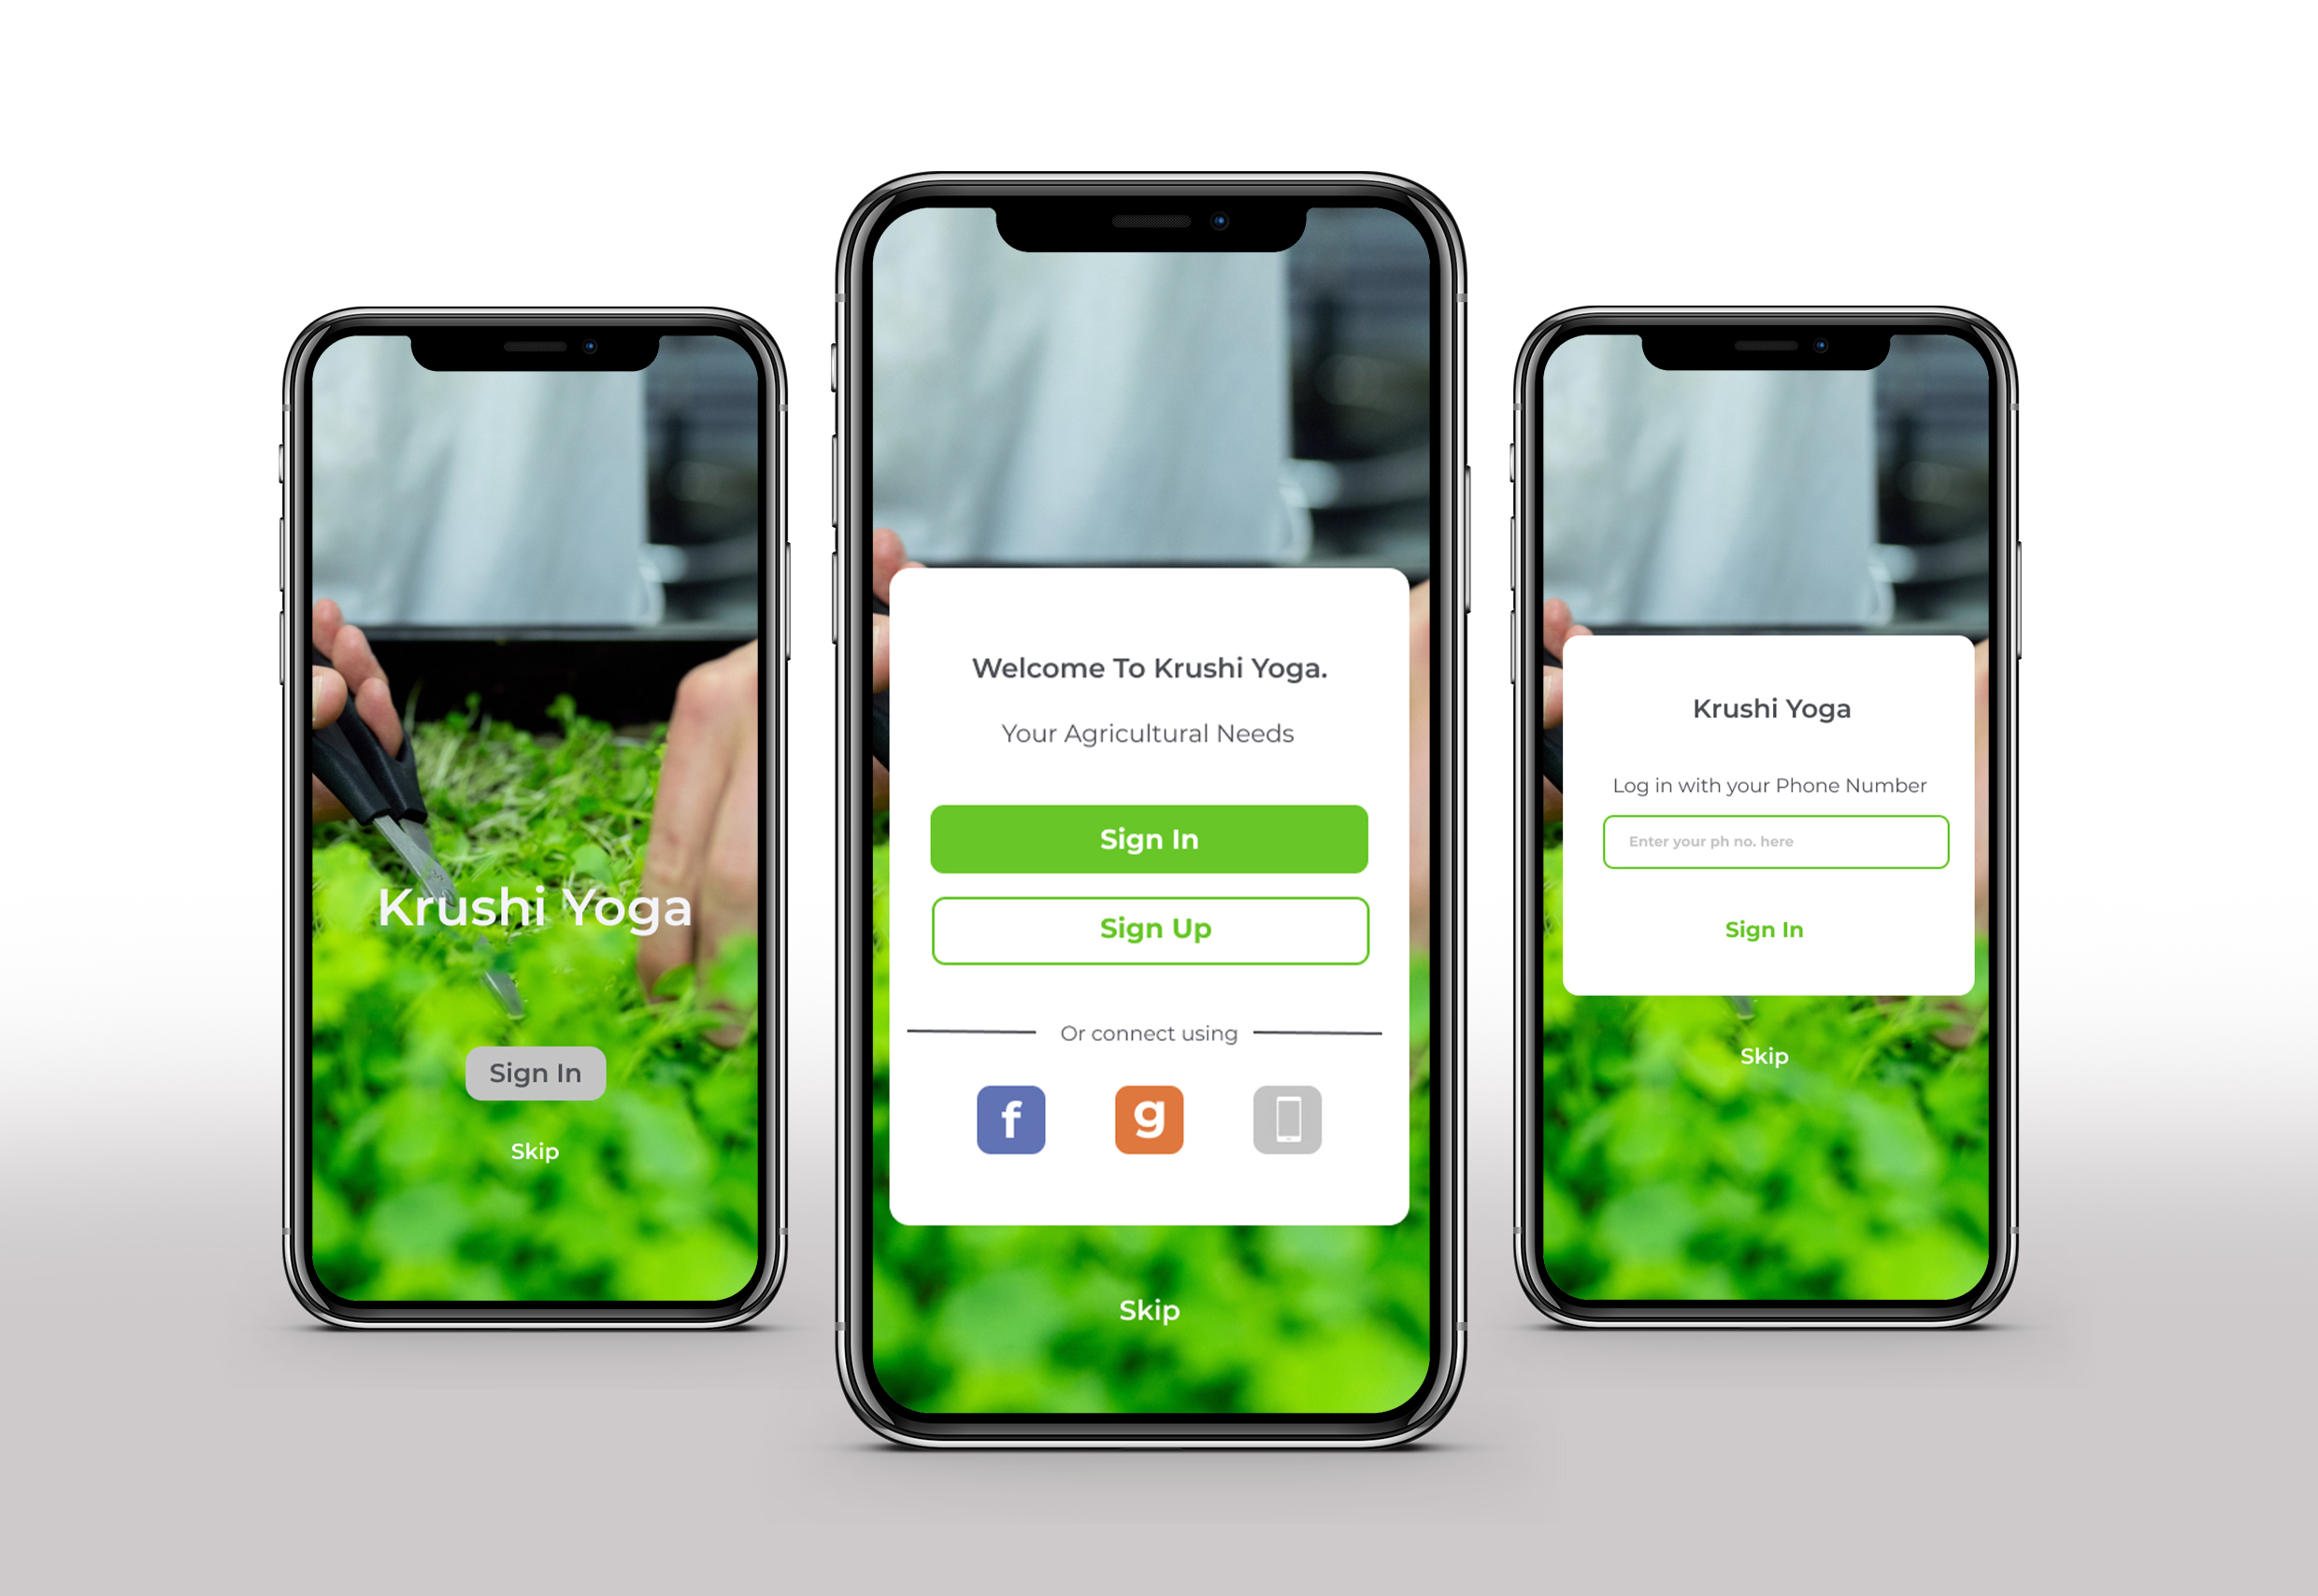 Krushi Yoga
Sign In
Skip
Welcome To Krushi Yoga.
Your Agricultural Needs
Sign In
Sign Up
Or connect using
f
g
Skip
Krushi Yoga
Log in with your Phone Number
Enter your ph no. here
Sign In
Skip